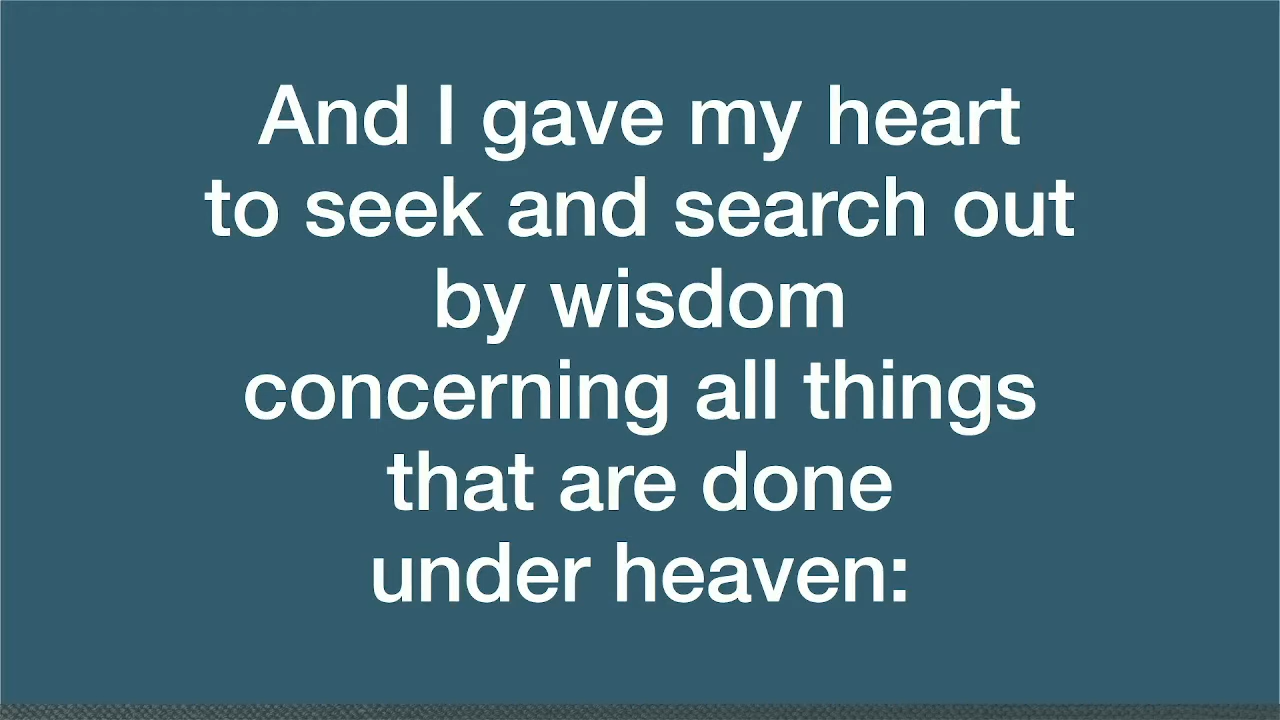 And I gave my heart
to seek and search out
by wisdom
concerning all things
that are done
under heaven: